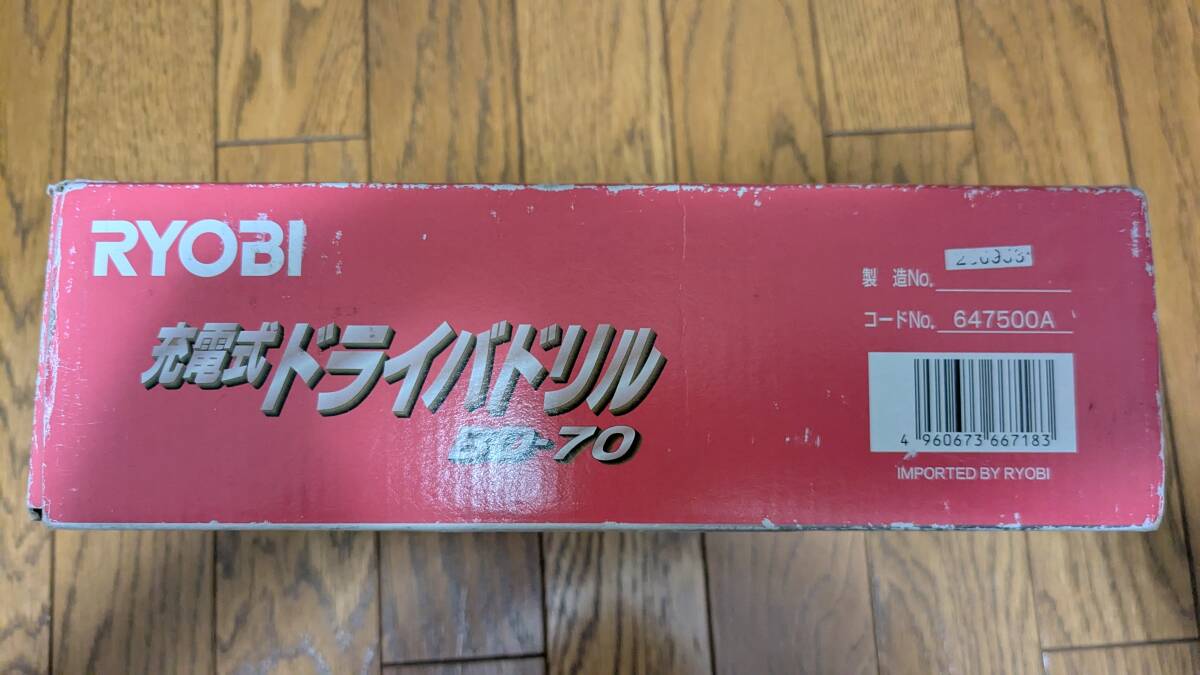 RYOBI
充電式ドライバドリル
BD-70
製造No.
コードNo. 647500A
4 960673 667183
IMPORTED BY RYOBI